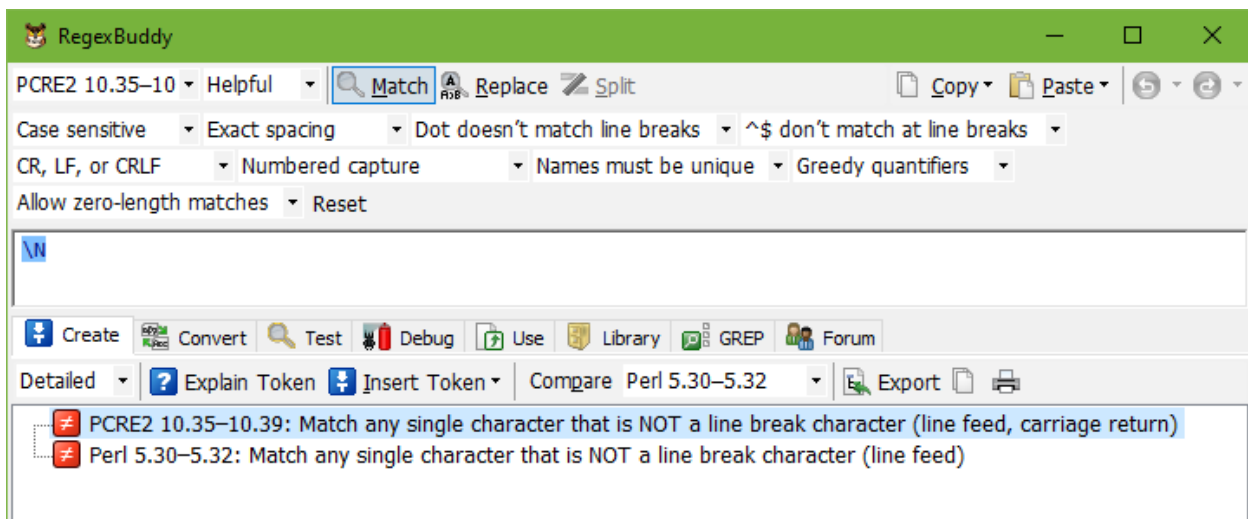 RegexBuddy
PCRE2 10.35–10 Helpful Match Replace Split Copy Paste
Case sensitive Exact spacing Dot doesn’t match line breaks ^$ don’t match at line breaks
CR, LF, or CRLF Numbered capture Names must be unique Greedy quantifiers
Allow zero-length matches Reset
\N
Create Convert Test Debug Use Library GREP Forum
Detailed Explain Token Insert Token Compare Perl 5.30–5.32 Export
PCRE2 10.35–10.39: Match any single character that is NOT a line break character (line feed, carriage return)
Perl 5.30–5.32: Match any single character that is NOT a line break character (line feed)